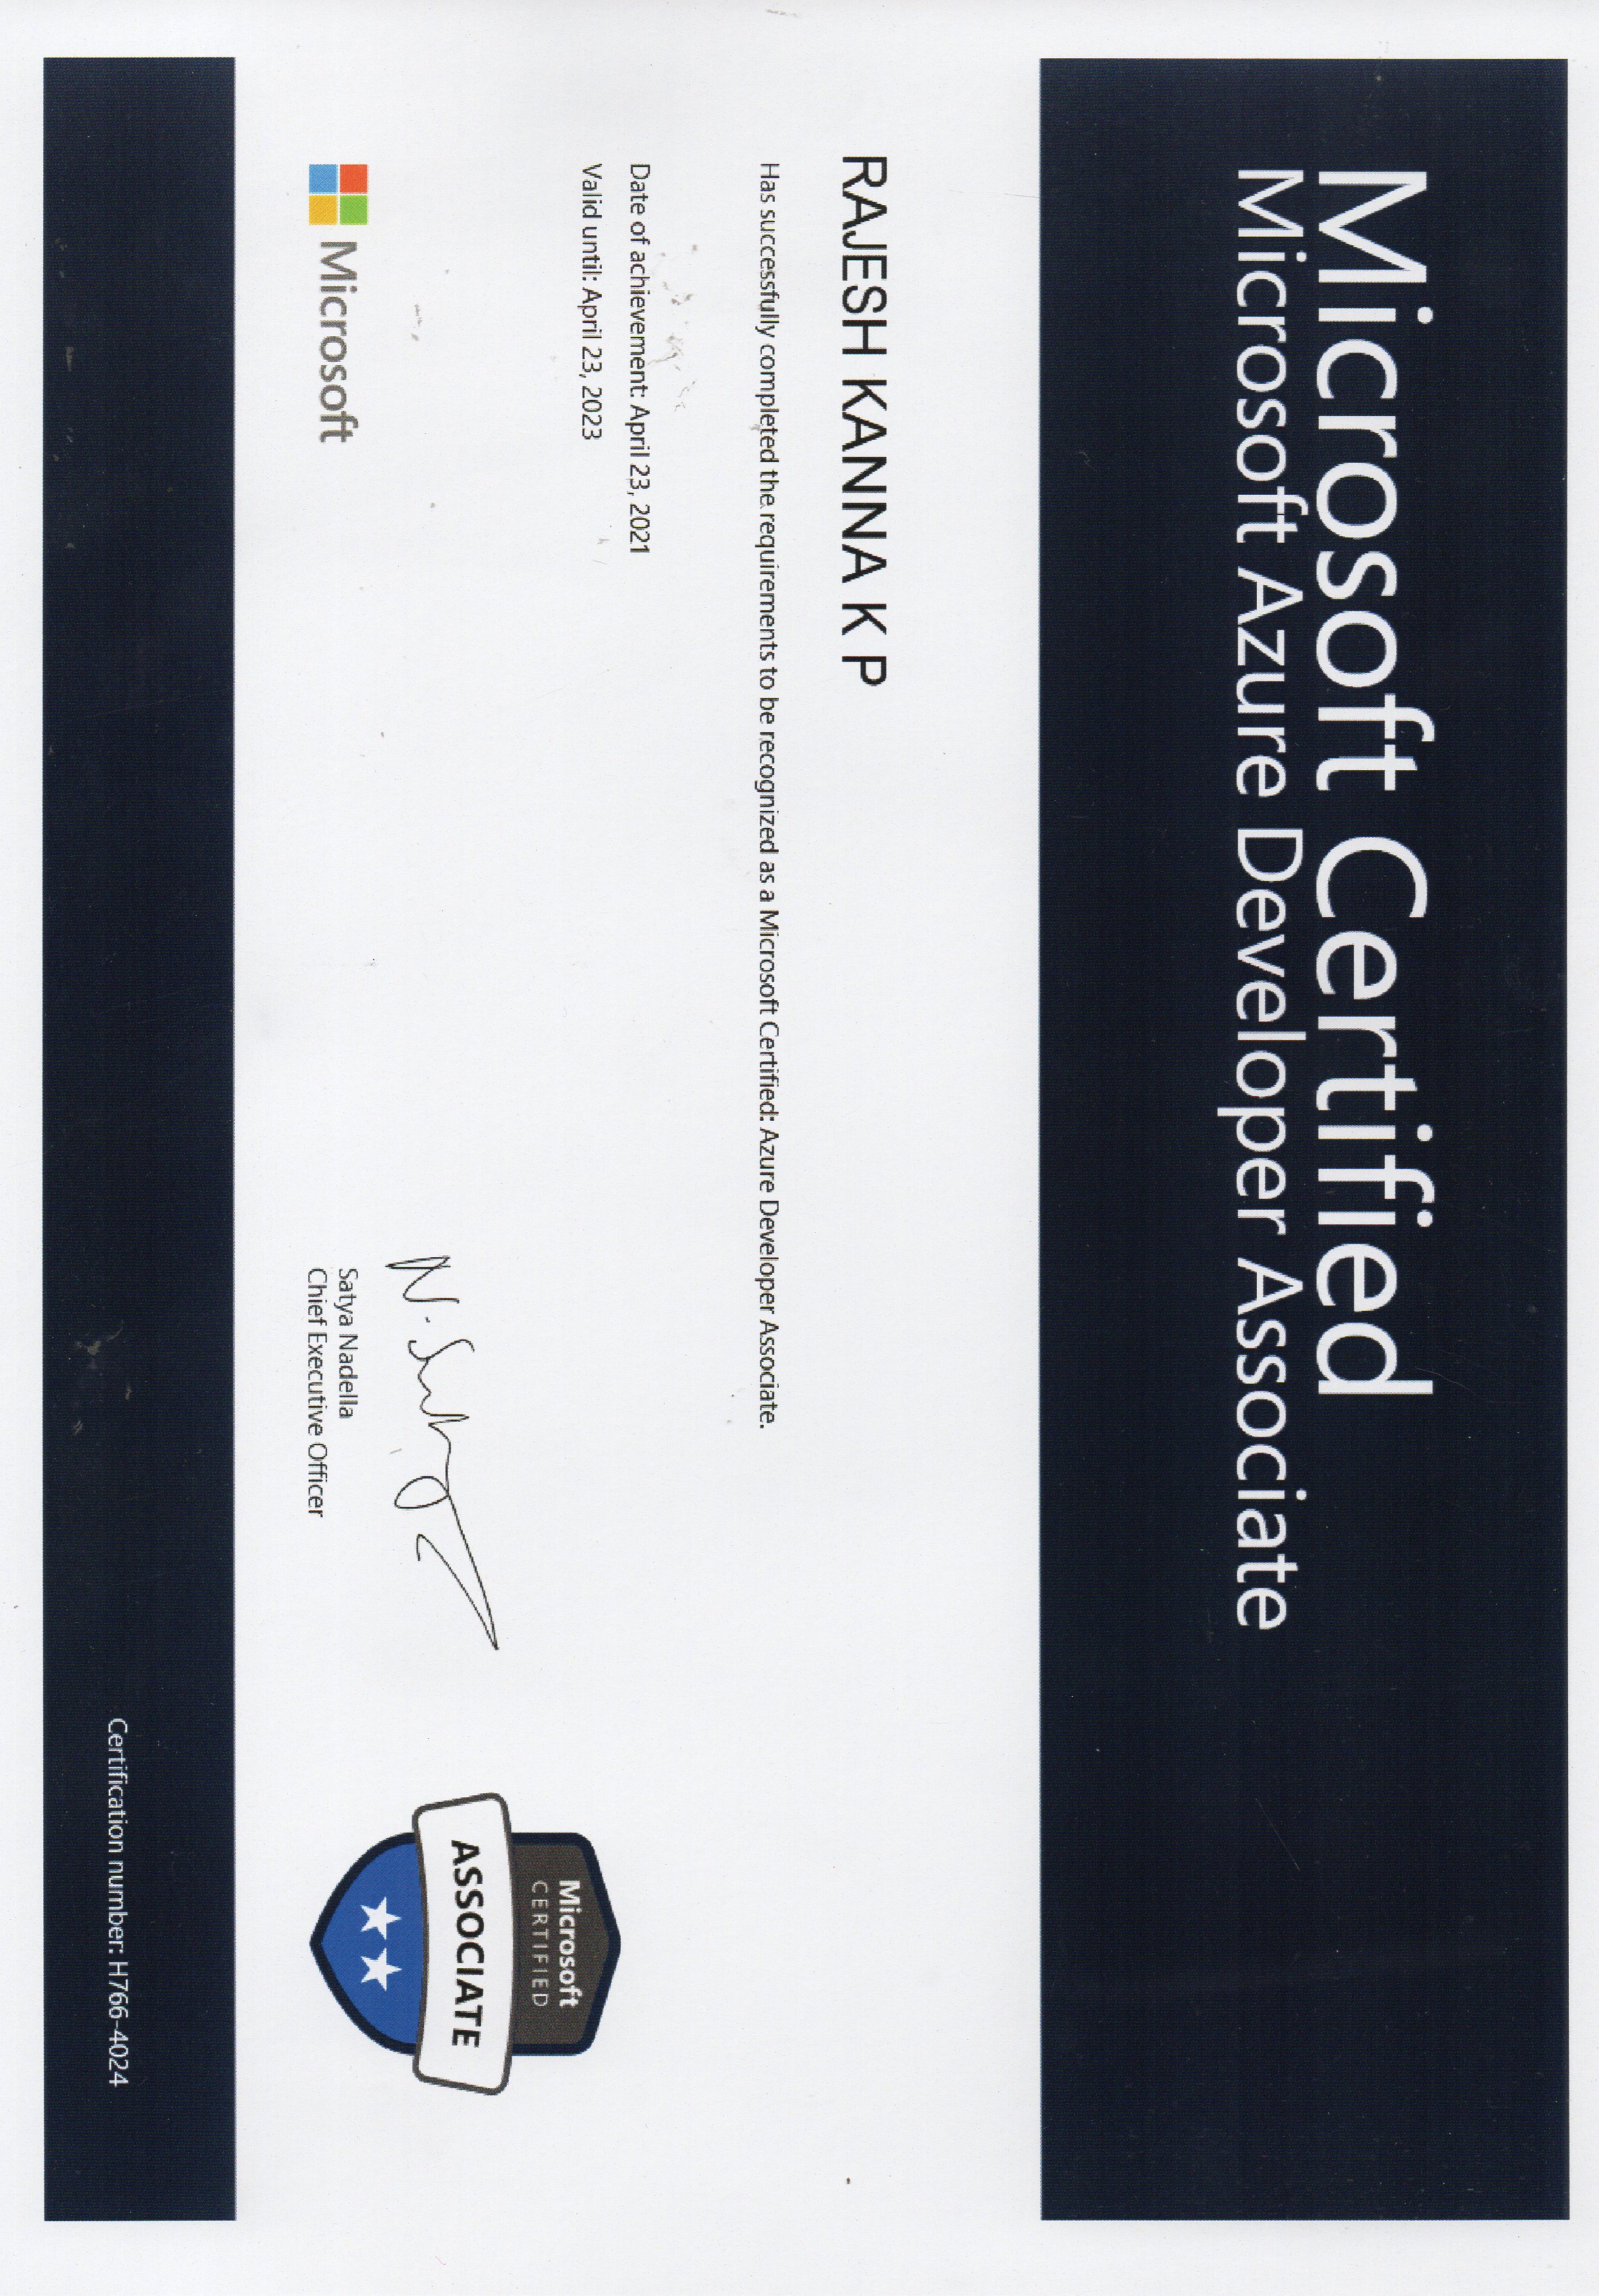 Microsoft Certified
Microsoft Azure Developer Associate
RAJESH KANNA K P
Has successfully completed the requirements to be recognized as a Microsoft Certified: Azure Developer Associate.
Date of achievement: April 23, 2021
Valid until: April 23, 2023
Microsoft
CERTIFIED
ASSOCIATE
Microsoft
Satya Nadella
Chief Executive Officer
Certification number: H766-4024